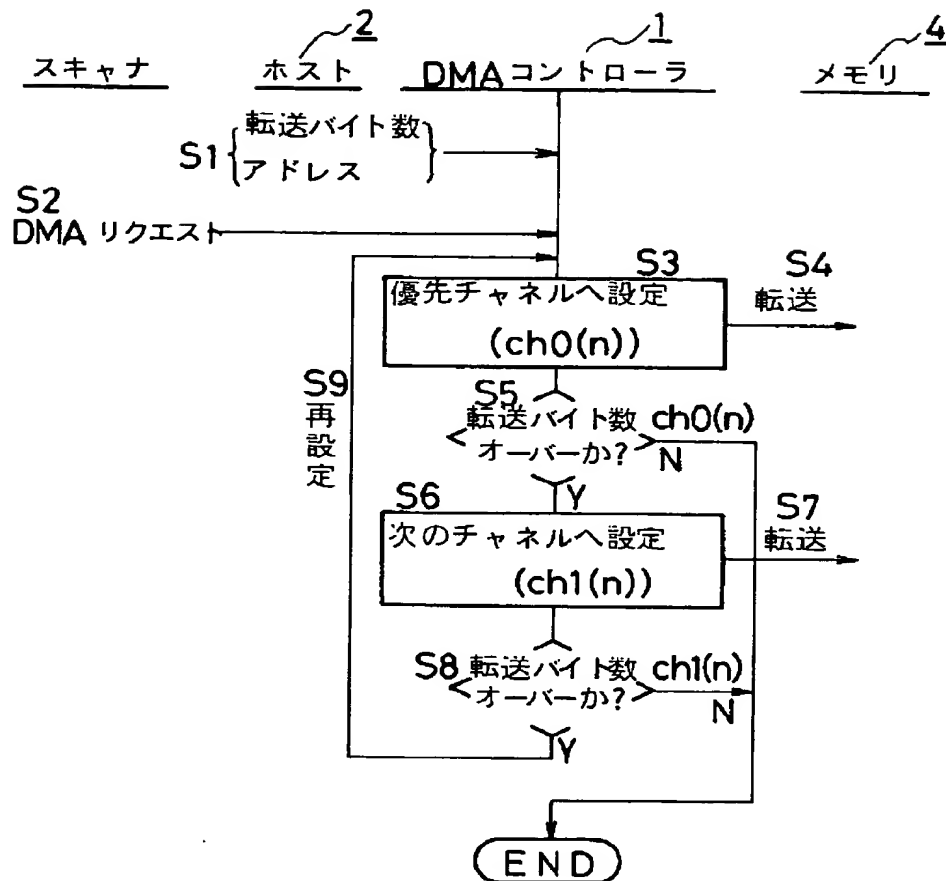 2
1
4
スキャナ
ホスト
DMAコントローラ
メモリ
S1
転送バイト数
アドレス
S2
DMA リクエスト
S3
優先チャネルへ設定
(ch0(n))
S4
転送
S9
再設定
S5
転送バイト数
オーバーか?
ch0(n)
N
Y
S6
次のチャネルへ設定
(ch1(n))
S7
転送
S8
転送バイト数
オーバーか?
ch1(n)
N
Y
END